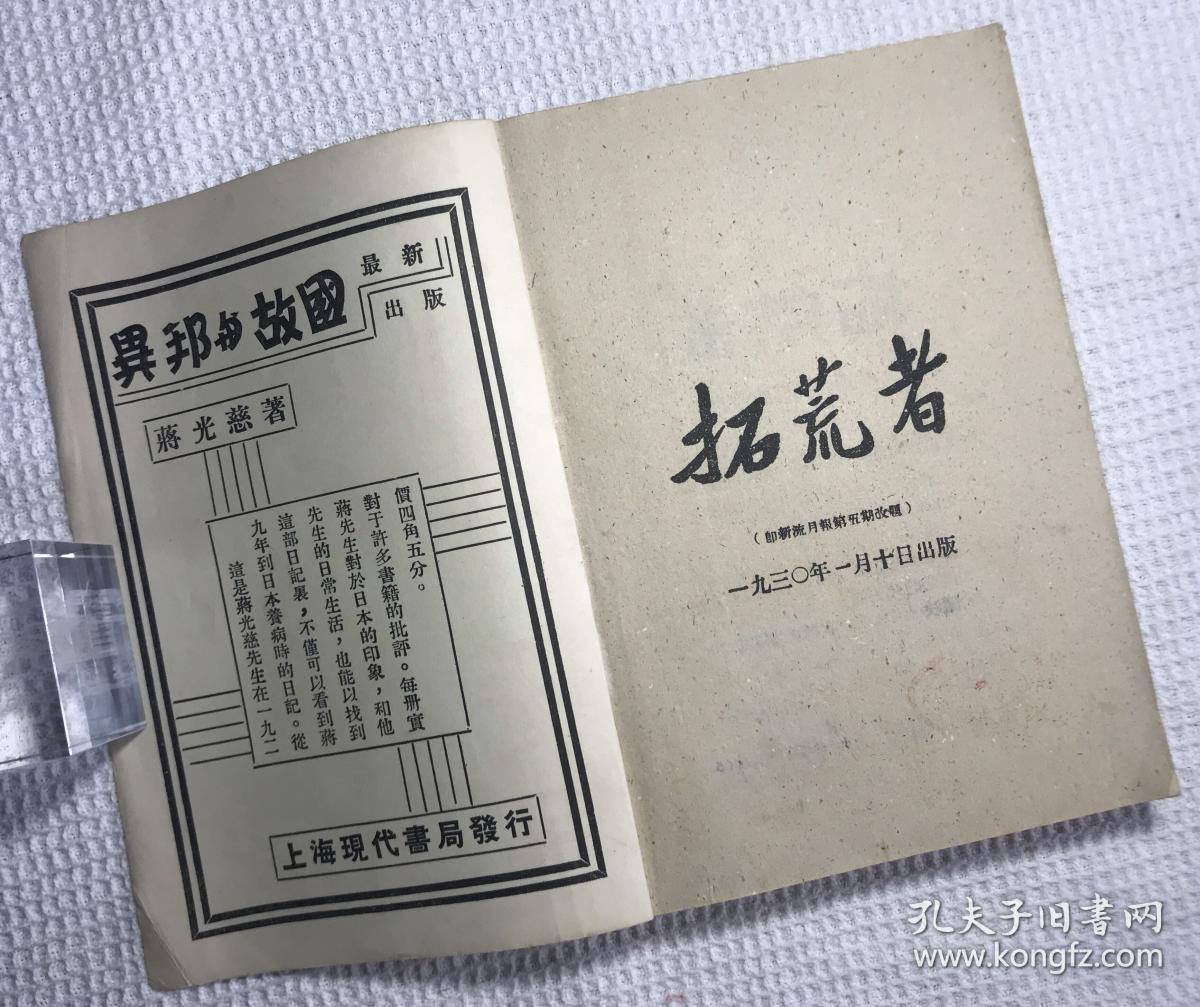 異邦與故國
最新
出版
蔣光慈著
這是蔣光慈先生在一九二
九年到日本養病時的日記。從
這部日記裏，不僅可以看到蔣
先生的日常生活，也能以找到
蔣先生對於日本的印象，和他
對于許多書籍的批評。每冊實
價四角五分。
上海現代書局發行
拓荒者
（即新流月報第五期改題）
一九三〇年一月十日出版
孔夫子旧书网
www.kongfz.com